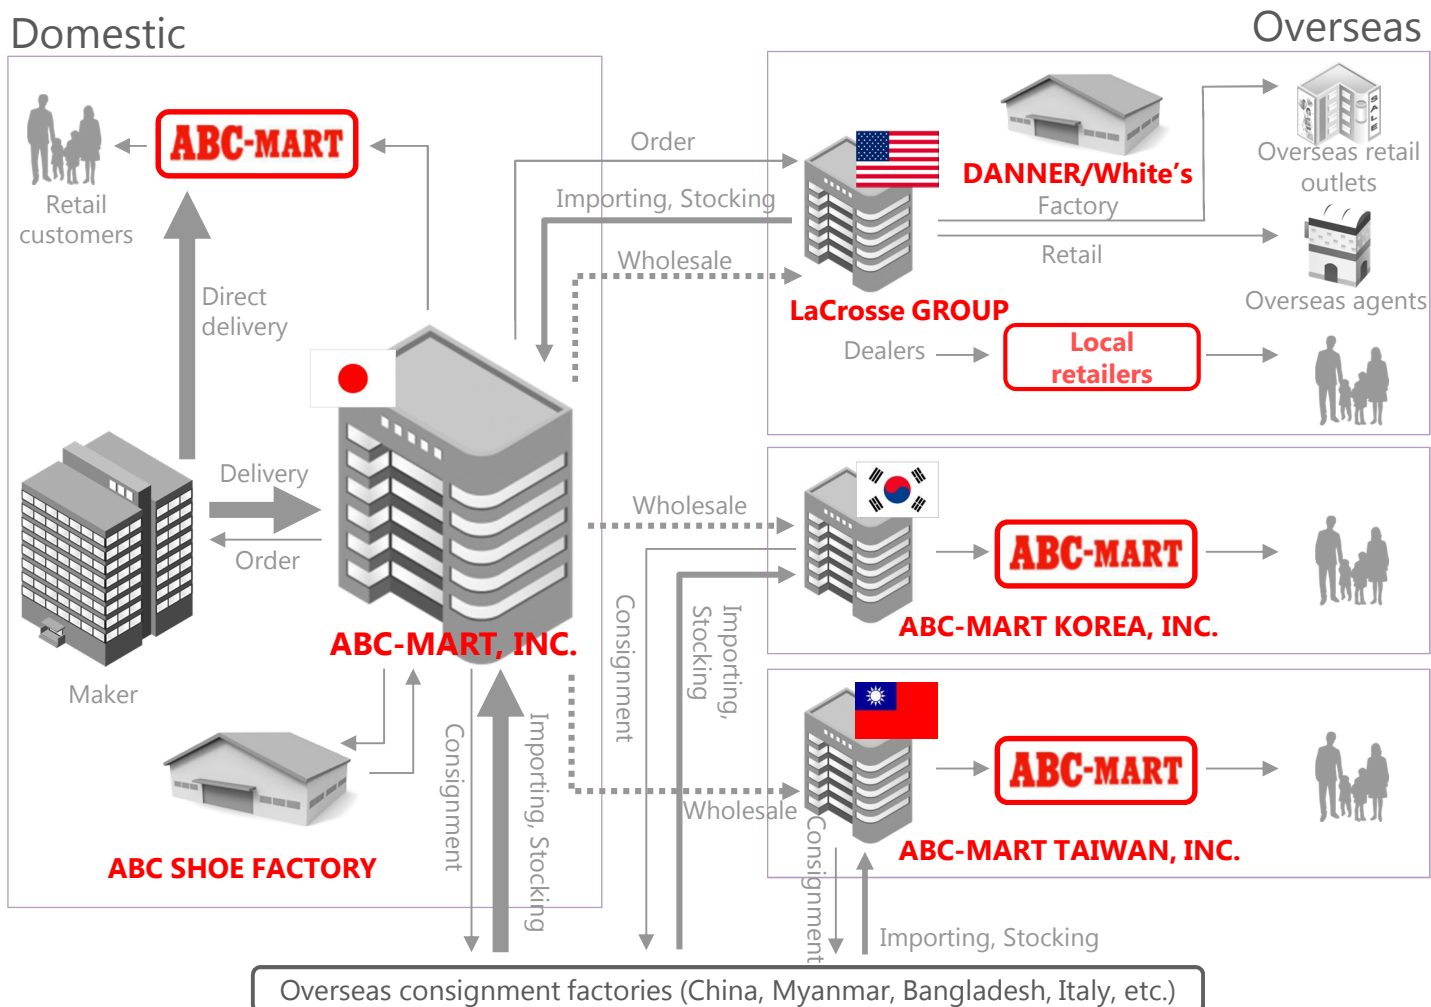 Domestic
Overseas
ABC-MART
Retail
customers
Direct
delivery
Delivery
Order
Maker
ABC-MART, INC.
ABC SHOE FACTORY
Consignment
Importing, Stocking
Order
Importing, Stocking
Wholesale
LaCrosse GROUP
DANNER/White's
Factory
Retail
SALE
Overseas retail
outlets
Overseas agents
Dealers
Local
retailers
Wholesale
Consignment
Importing,
Stocking
ABC-MART
ABC-MART KOREA, INC.
Wholesale
Consignment
ABC-MART
ABC-MART TAIWAN, INC.
Importing, Stocking
Overseas consignment factories (China, Myanmar, Bangladesh, Italy, etc.)